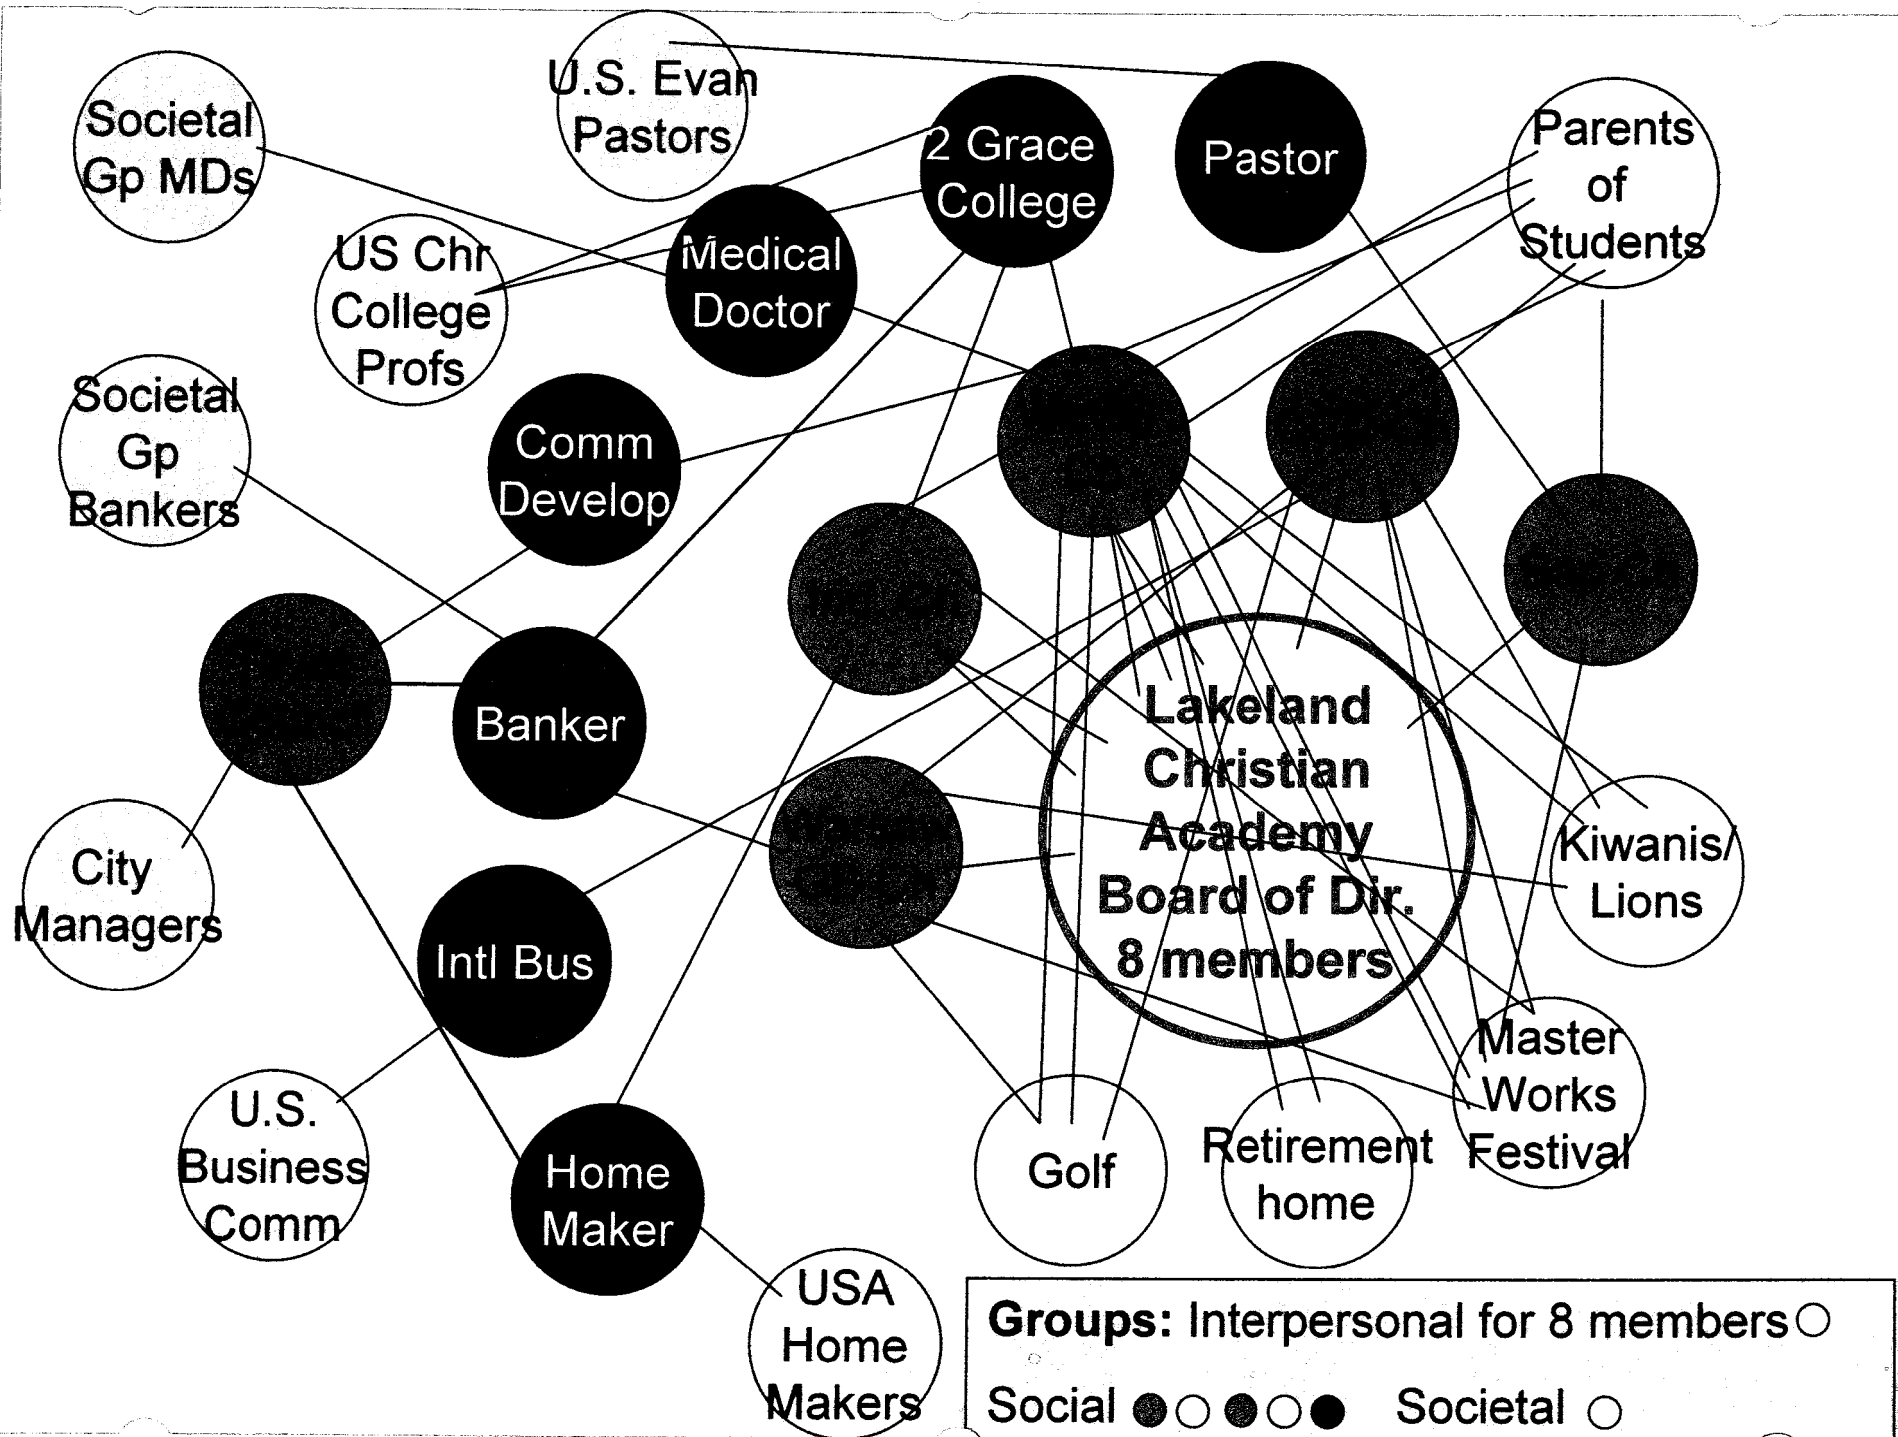 U.S. Evan
Pastors
Societal
Gp MDs
2 Grace
College
Pastor
Parents
of
Students
US Chr
College
Profs
Medical
Doctor
Societal
Gp
Bankers
Comm
Develop
Banker
Lakeland
Christian
Academy
Board of Dir.
8 members
City
Managers
Intl Bus
Kiwanis/
Lions
U.S.
Business
Comm
Home
Maker
Golf
Retirement
home
Master
Works
Festival
USA
Home
Makers
Groups: Interpersonal for 8 members
Social
Societal